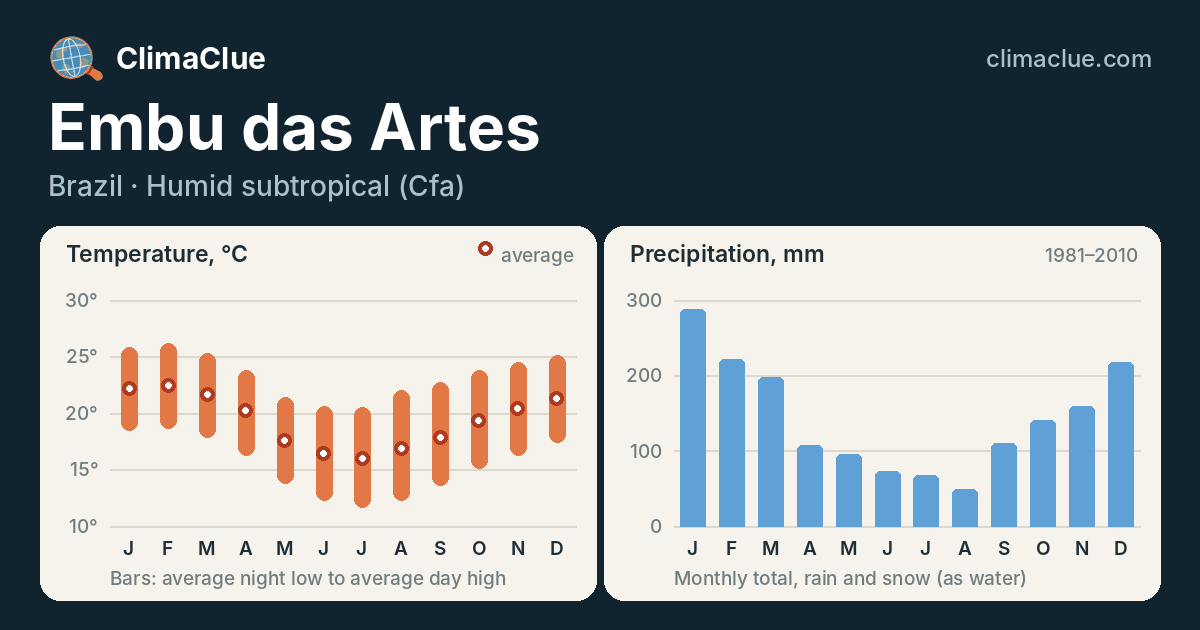 ClimaClue
climaclue.com
Embu das Artes
Brazil · Humid subtropical (Cfa)
Temperature, °C
average
30°
25°
20°
15°
10°
J F M A M J J A S O N D
Bars: average night low to average day high
Precipitation, mm
1981–2010
300
200
100
0
J F M A M J J A S O N D
Monthly total, rain and snow (as water)